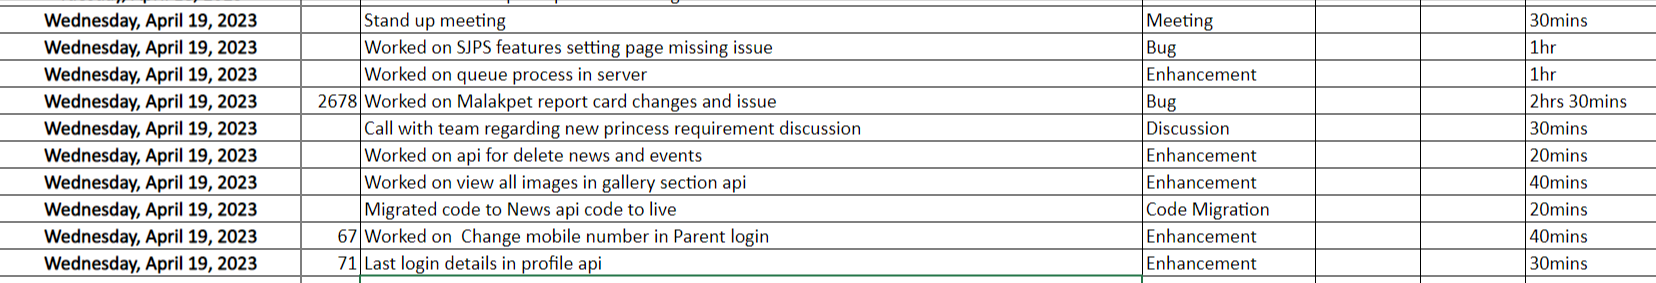 Wednesday, April 19, 2023 Stand up meeting Meeting 30mins
Wednesday, April 19, 2023 Worked on SJPS features setting page missing issue Bug 1hr
Wednesday, April 19, 2023 Worked on queue process in server Enhancement 1hr
Wednesday, April 19, 2023 2678 Worked on Malakpet report card changes and issue Bug 2hrs 30mins
Wednesday, April 19, 2023 Call with team regarding new princess requirement discussion Discussion 30mins
Wednesday, April 19, 2023 Worked on api for delete news and events Enhancement 20mins
Wednesday, April 19, 2023 Worked on view all images in gallery section api Enhancement 40mins
Wednesday, April 19, 2023 Migrated code to News api code to live Code Migration 20mins
Wednesday, April 19, 2023 67 Worked on  Change mobile number in Parent login Enhancement 40mins
Wednesday, April 19, 2023 71 Last login details in profile api Enhancement 30mins